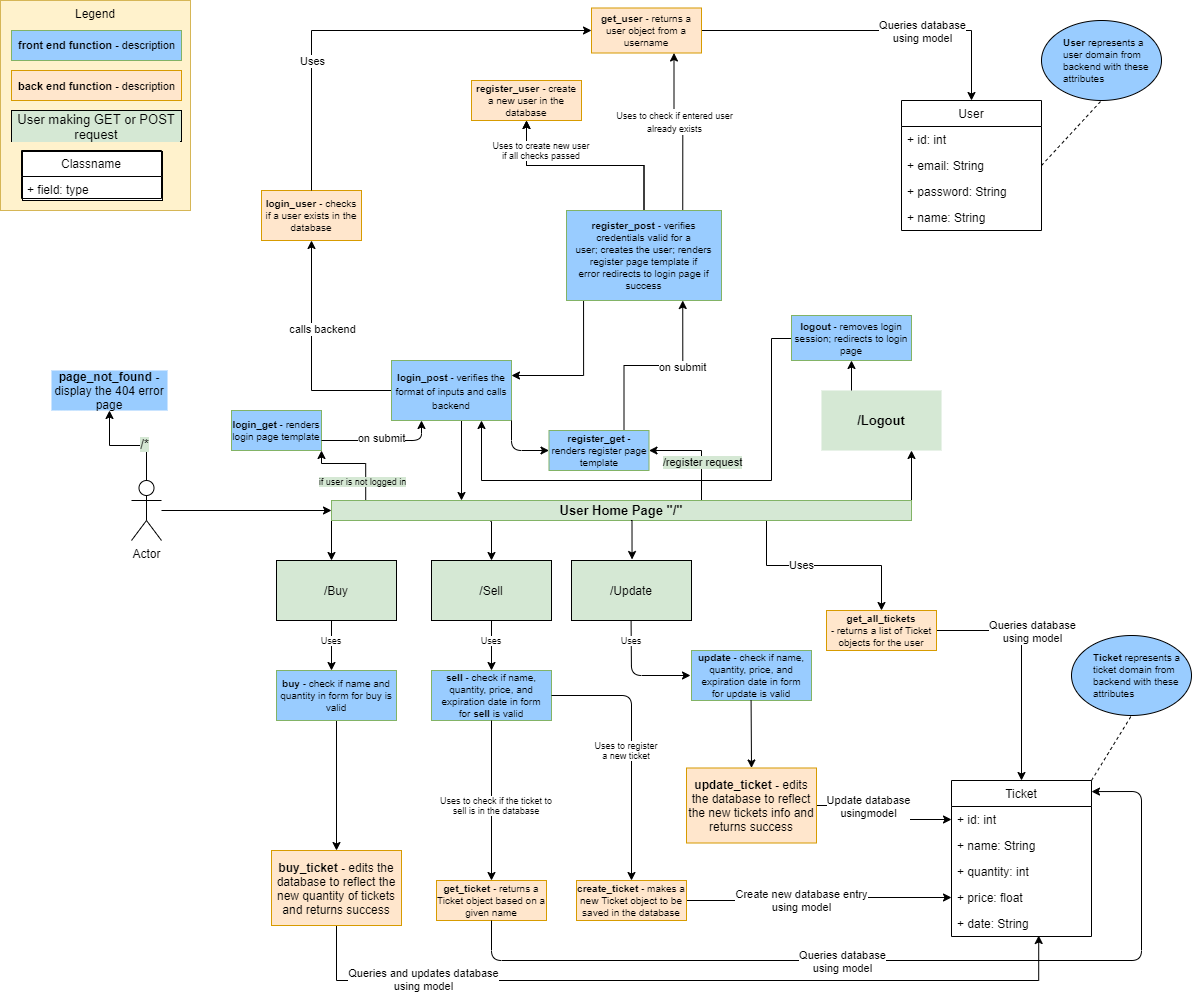 Legend
front end function - description
back end function - description
User making GET or POST
request
Classname
+ field: type
get_user - returns a
user object from a
username
Queries database
using model
User represents a
user domain from
backend with these
attributes
Uses
register_user - create
a new user in the
database
Uses to check if entered user
already exists
User
+ id: int
+ email: String
+ password: String
+ name: String
Uses to create new user
if all checks passed
login_user - checks
if a user exists in the
database
register_post - verifies
credentials valid for a
user; creates the user; renders
register page template if
error redirects to login page if
success
calls backend
logout - removes login
session; redirects to login
page
page_not_found -
display the 404 error
page
login_post - verifies the
format of inputs and calls
backend
on submit
/Logout
login_get - renders
login page template
on submit
register_get -
renders register page
template
/*
/register request
if user is not logged in
User Home Page "/"
Actor
/Buy
/Sell
/Update
Uses
get_all_tickets
- returns a list of Ticket
objects for the user
Queries database
using model
Uses
Uses
Uses
Ticket represents a
ticket domain from
backend with these
attributes
buy - check if name and
quantity in form for buy is
valid
sell - check if name,
quantity, price, and
expiration date in form
for sell is valid
update - check if name,
quantity, price, and
expiration date in form
for update is valid
Uses to register
a new ticket
Uses to check if the ticket to
sell is in the database
update_ticket - edits
the database to reflect
the new tickets info and
returns success
Update database
usingmodel
Ticket
+ id: int
+ name: String
+ quantity: int
+ price: float
+ date: String
buy_ticket - edits the
database to reflect the
new quantity of tickets
and returns success
get_ticket - returns a
Ticket object based on a
given name
create_ticket - makes a
new Ticket object to be
saved in the database
Create new database entry
using model
Queries database
using model
Queries and updates database
using model